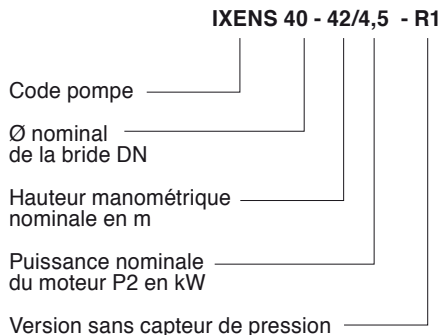 IXENS 40 - 42/4,5 - R1
Code pompe
Ø nominal
de la bride DN
Hauteur manométrique
nominale en m
Puissance nominale
du moteur P2 en kW
Version sans capteur de pression